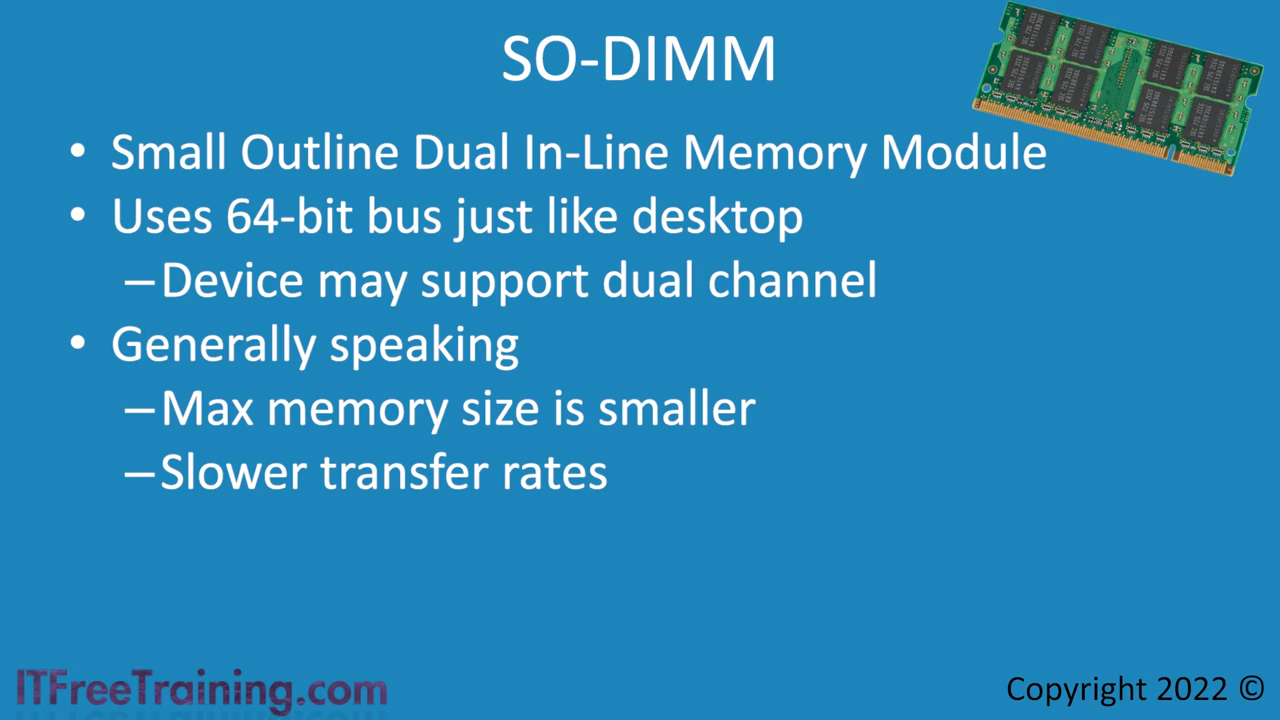 SO-DIMM
• Small Outline Dual In-Line Memory Module
• Uses 64-bit bus just like desktop
–Device may support dual channel
• Generally speaking
–Max memory size is smaller
–Slower transfer rates
ITFreeTraining.com
Copyright 2022 ©